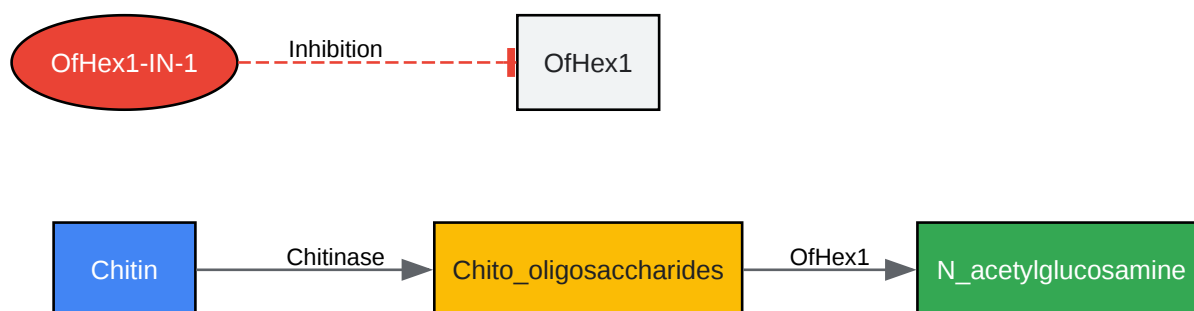 OfHex1-IN-1
Inhibition
OfHex1
Chitin
Chitinase
Chito_oligosaccharides
OfHex1
N_acetylglucosamine